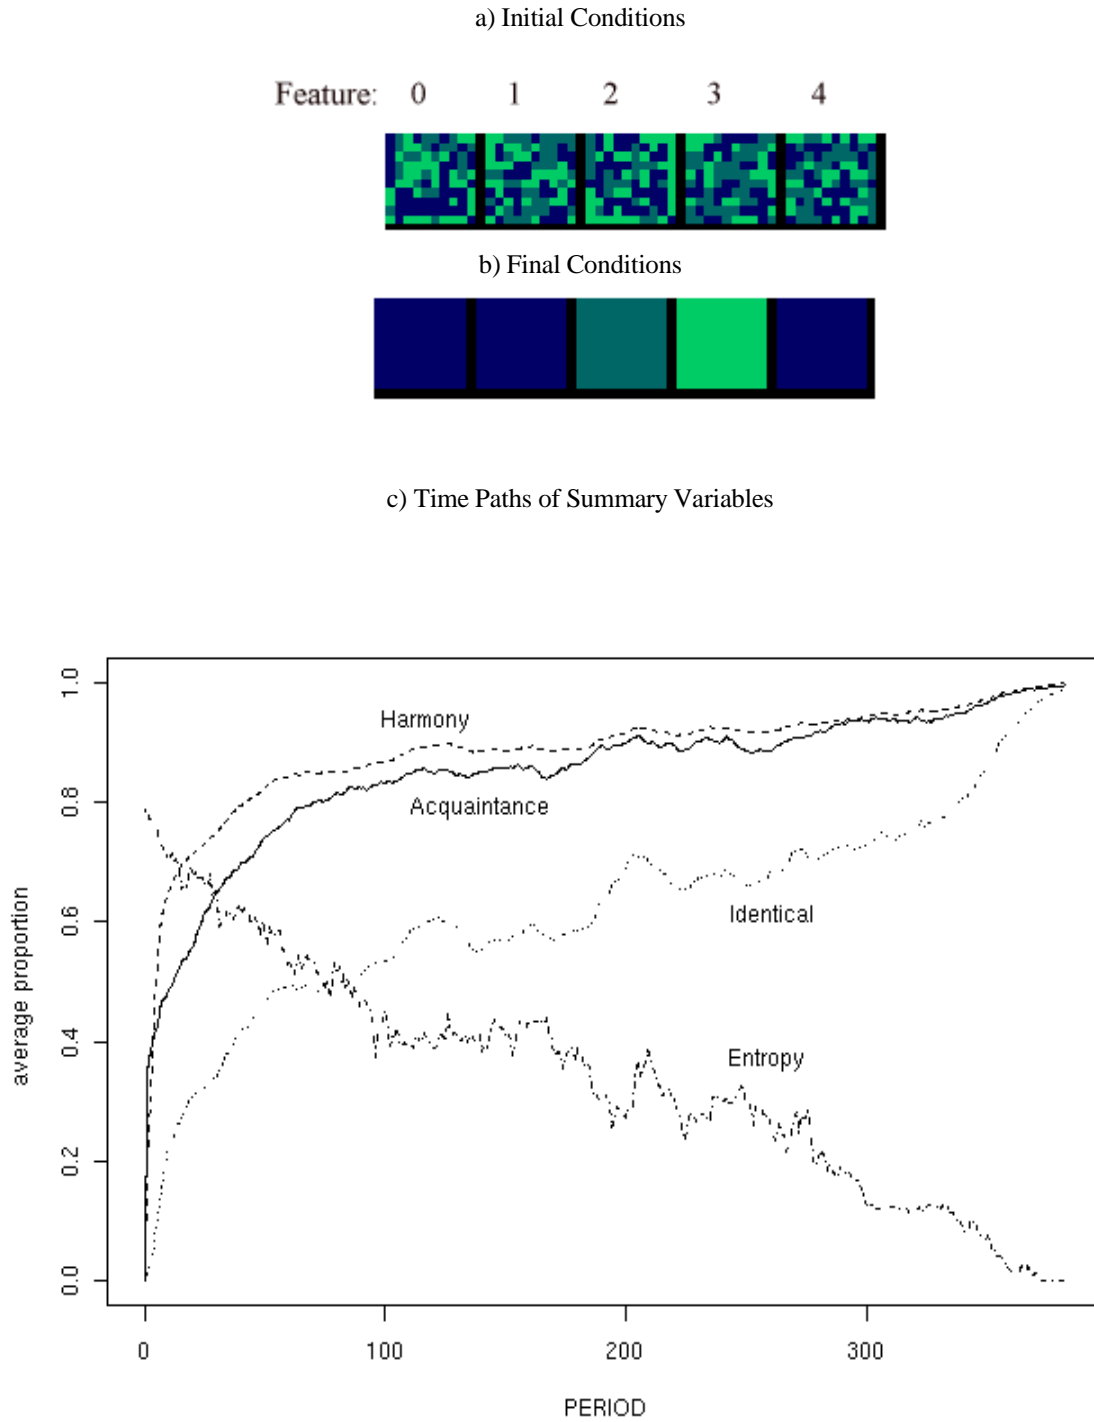 a) Initial Conditions
Feature: 0 1 2 3 4
b) Final Conditions
c) Time Paths of Summary Variables
1.0
Harmony
0.8
Acquaintance
average proportion
0.6
Identical
0.4
Entropy
0.2
0.0
0 100 200 300
PERIOD